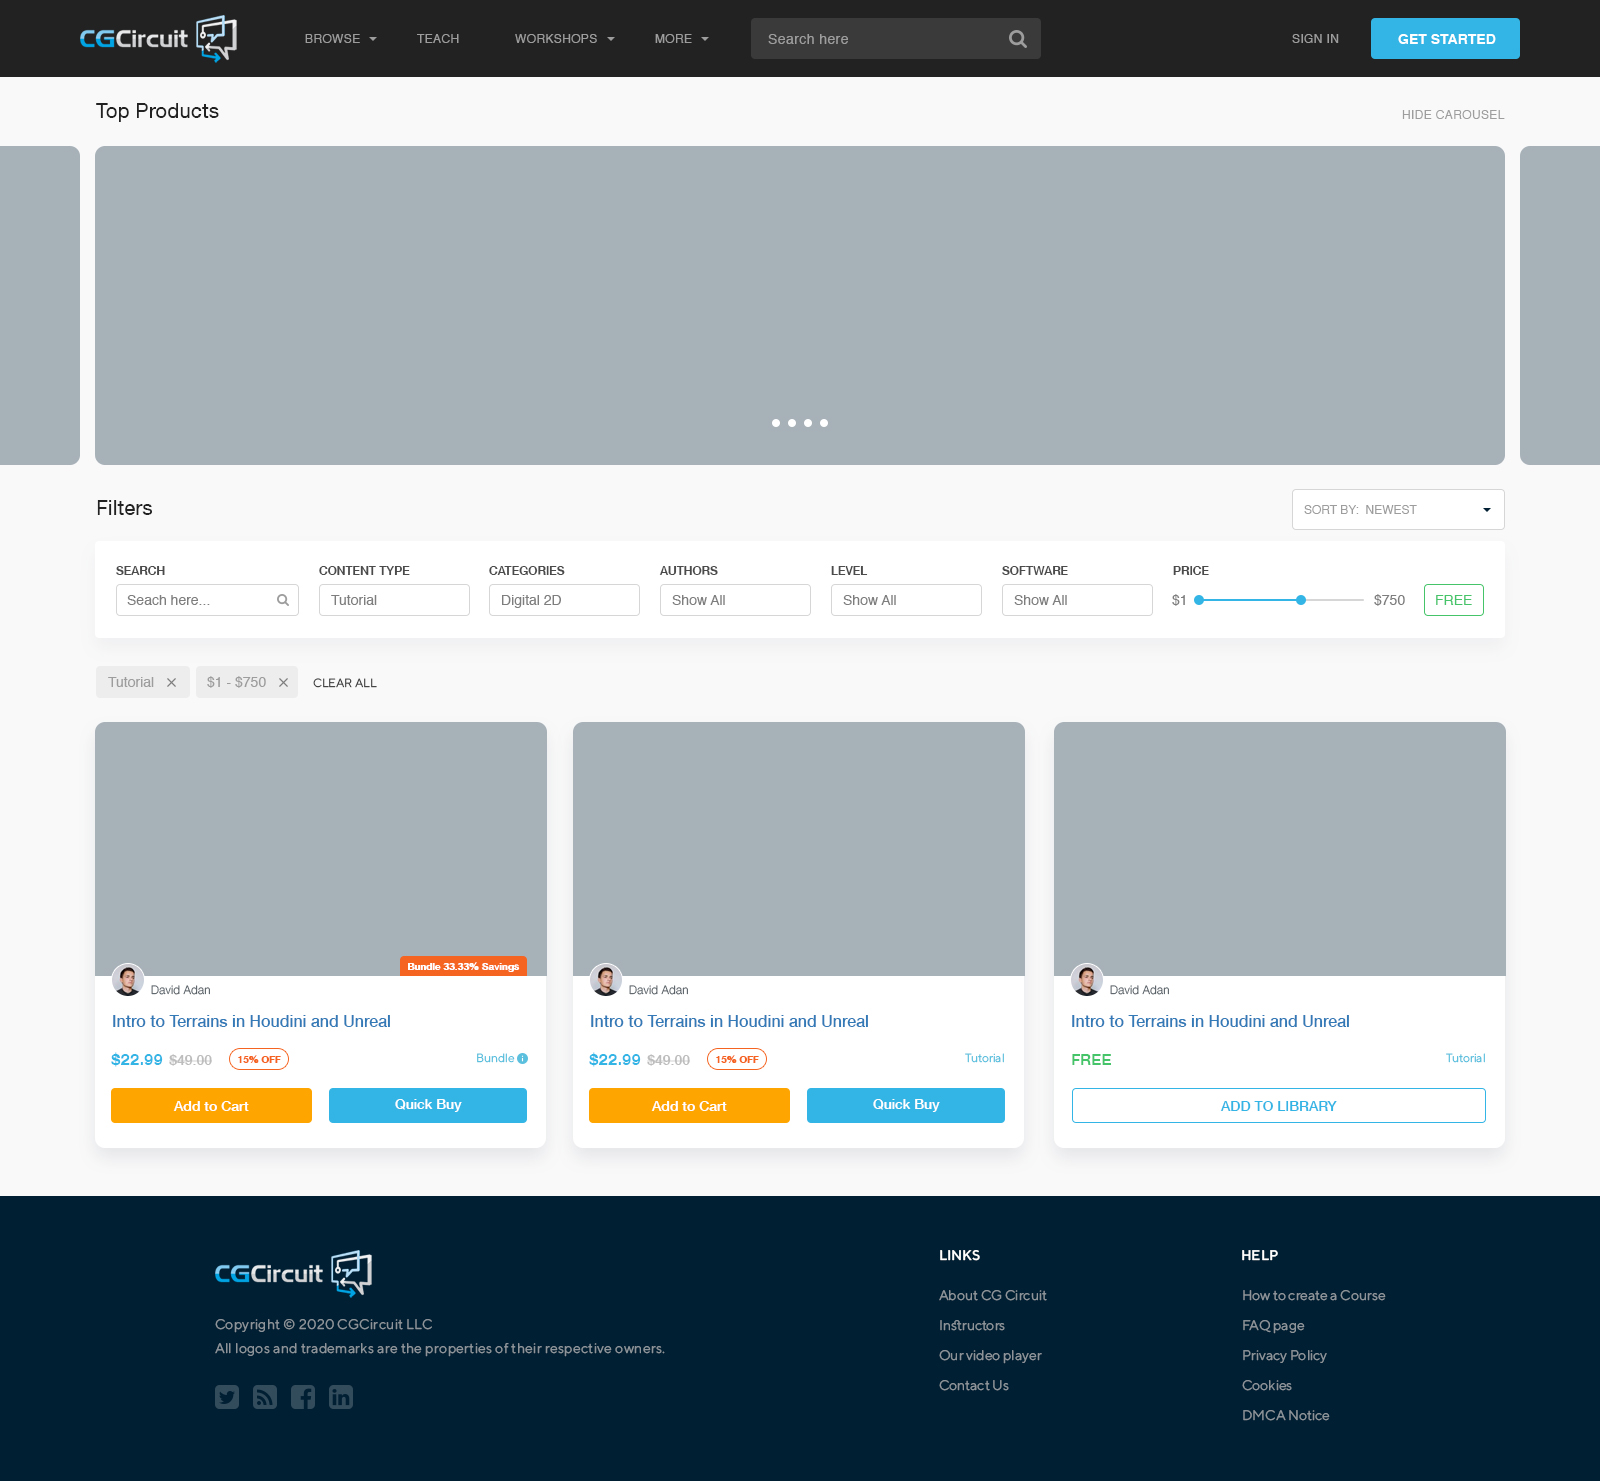 CGCircuit
BROWSE TEACH WORKSHOPS MORE Search here SIGN IN GET STARTED
Top Products HIDE CAROUSEL
Filters SORT BY: NEWEST
SEARCH CONTENT TYPE CATEGORIES AUTHORS LEVEL SOFTWARE PRICE
Seach here... Tutorial Digital 2D Show All Show All Show All $1 $750 FREE
Tutorial $1 - $750 CLEAR ALL
Bundle 33.33% Savings
David Adan
Intro to Terrains in Houdini and Unreal
$22.99 $49.00 15% OFF Bundle
Add to Cart Quick Buy
David Adan
Intro to Terrains in Houdini and Unreal
$22.99 $49.00 15% OFF Tutorial
Add to Cart Quick Buy
David Adan
Intro to Terrains in Houdini and Unreal
FREE Tutorial
ADD TO LIBRARY
CGCircuit
Copyright © 2020 CGCircuit LLC
All logos and trademarks are the properties of their respective owners.
LINKS
About CG Circuit
Instructors
Our video player
Contact Us
HELP
How to create a Course
FAQ page
Privacy Policy
Cookies
DMCA Notice